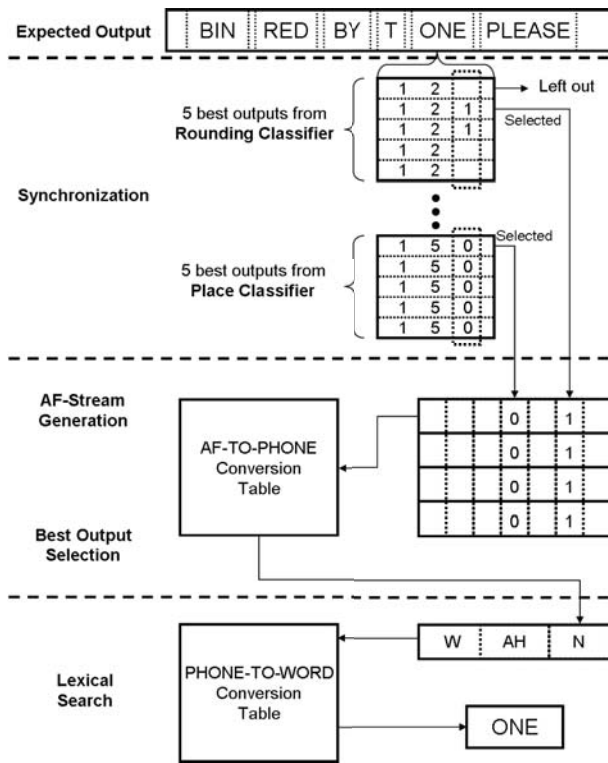 Expected Output BIN RED BY T ONE PLEASE
1 2
Left out
5 best outputs from
Rounding Classifier
1 2 1
Selected
1 2 1
1 2
1 2
Synchronization
5 best outputs from
Place Classifier
1 5 0
Selected
1 5 0
1 5 0
1 5 0
1 5 0
AF-Stream
Generation
AF-TO-PHONE
Conversion
Table
0 1
0 1
0 1
0 1
Best Output
Selection
Lexical
Search
PHONE-TO-WORD
Conversion
Table
W AH N
ONE